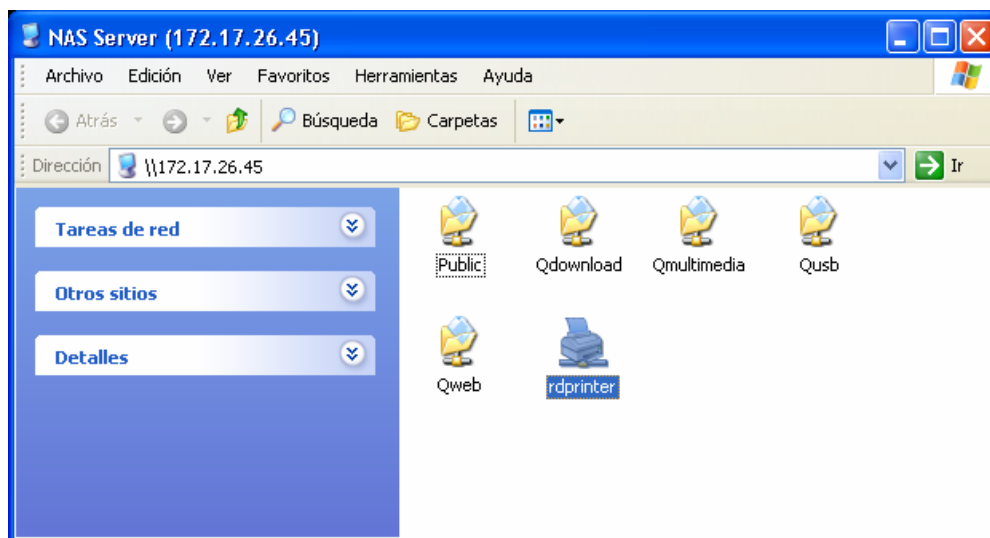 NAS Server (172.17.26.45)
Archivo Edición Ver Favoritos Herramientas Ayuda
Atrás Búsqueda Carpetas
Dirección \\172.17.26.45 Ir
Tareas de red
Otros sitios
Detalles
Public Qdownload Qmultimedia Qusb
Qweb rdprinter